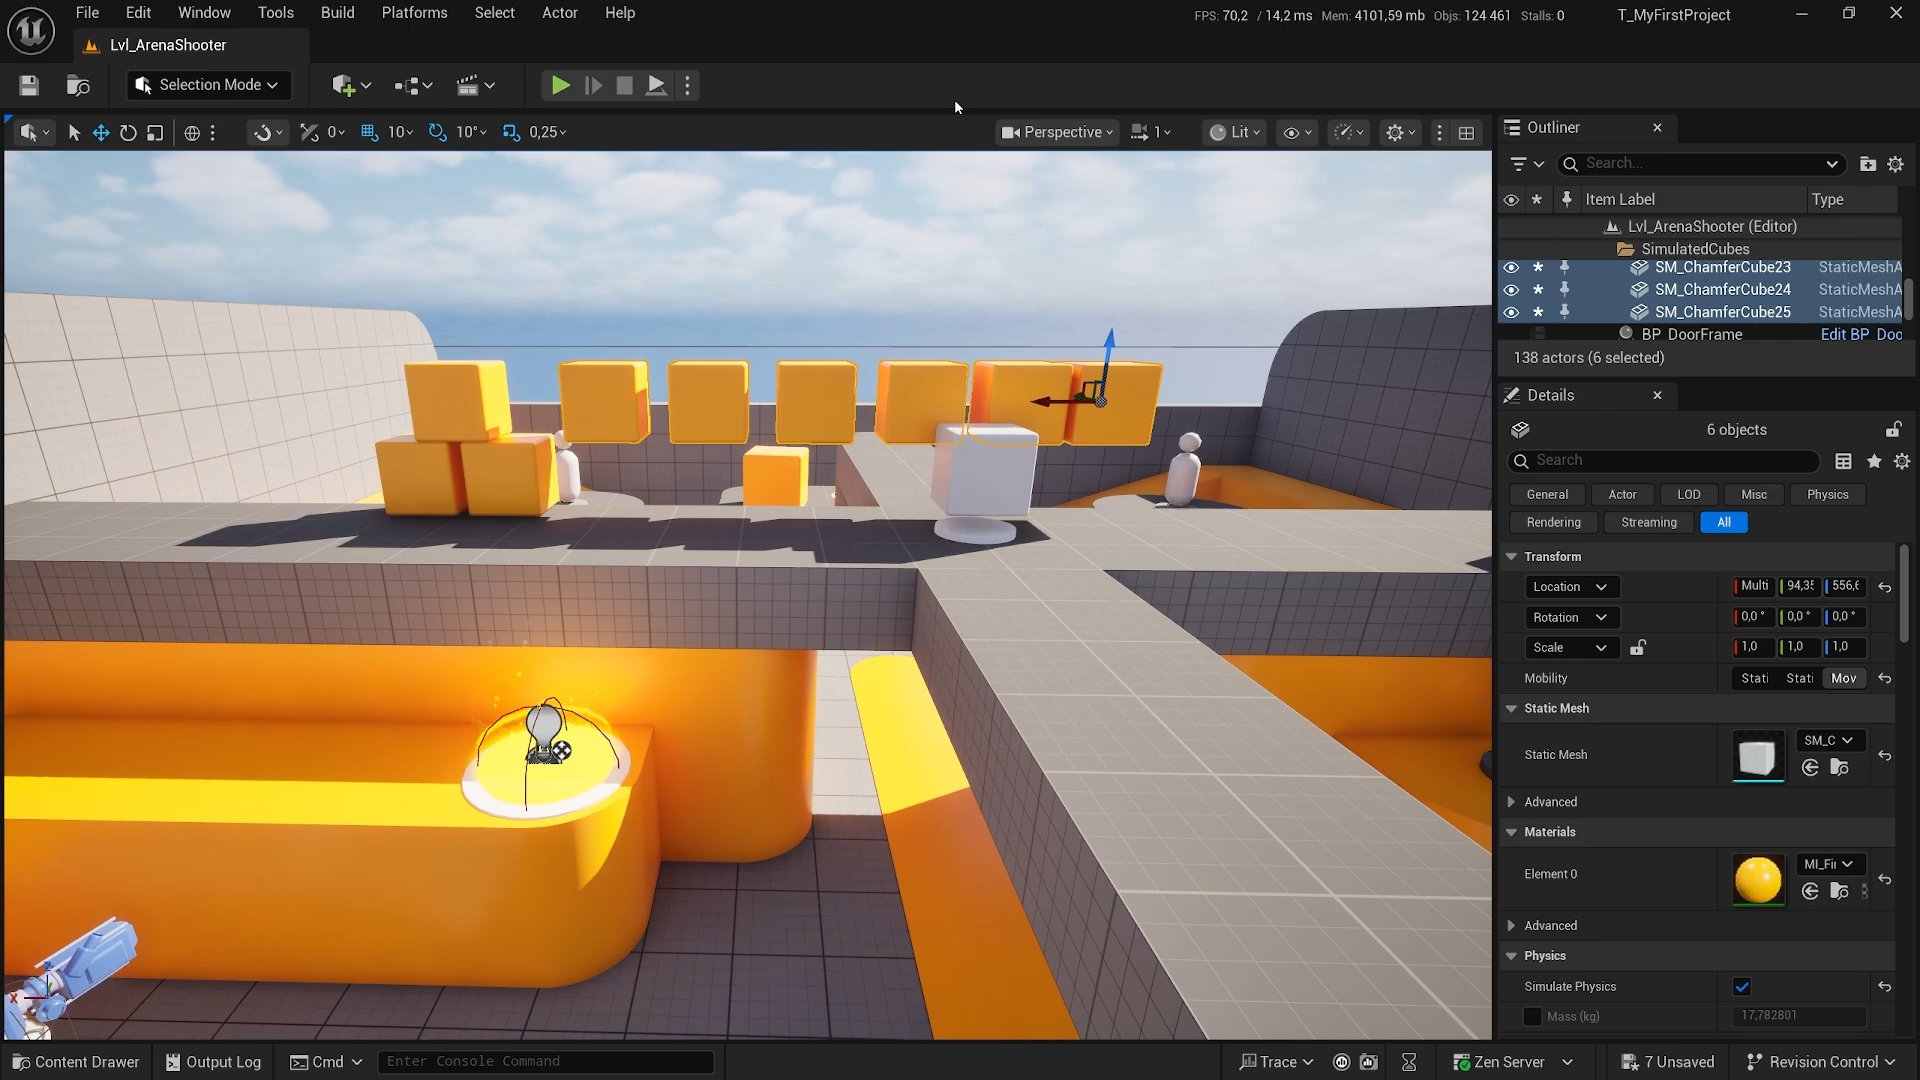 File Edit Window Tools Build Platforms Select Actor Help
FPS: 70,2 / 14,2 ms Mem: 4101,59 mb Objs: 124 461 Stalls: 0
T_MyFirstProject
Lvl_ArenaShooter
Selection Mode
0 10 10° 0,25 Perspective 1 Lit
Outliner
Search...
Item Label Type
Lvl_ArenaShooter (Editor)
SimulatedCubes
SM_ChamferCube23 StaticMeshA
SM_ChamferCube24 StaticMeshA
SM_ChamferCube25 StaticMeshA
BP_DoorFrame Edit BP_Doo
138 actors (6 selected)
Details
6 objects
Search
General Actor LOD Misc Physics
Rendering Streaming All
Transform
Location Multi 94,35 556,6
Rotation 0,0° 0,0° 0,0°
Scale 1,0 1,0 1,0
Mobility Stati Stati Mov
Static Mesh
Static Mesh SM_C
Advanced
Materials
Element 0 MI_Fir
Advanced
Physics
Simulate Physics
Mass (kg) 17,782801
Content Drawer Output Log Cmd Enter Console Command Trace Zen Server 7 Unsaved Revision Control